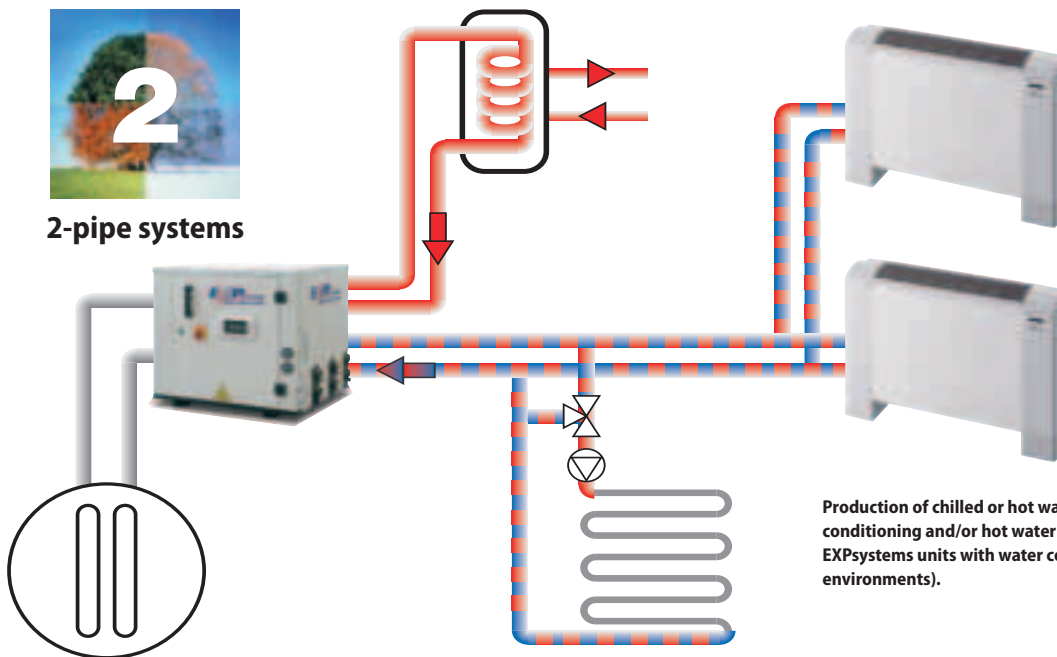 2
2-pipe systems
Production of chilled or hot wa
conditioning and/or hot water
EXPsystems units with water co
environments).